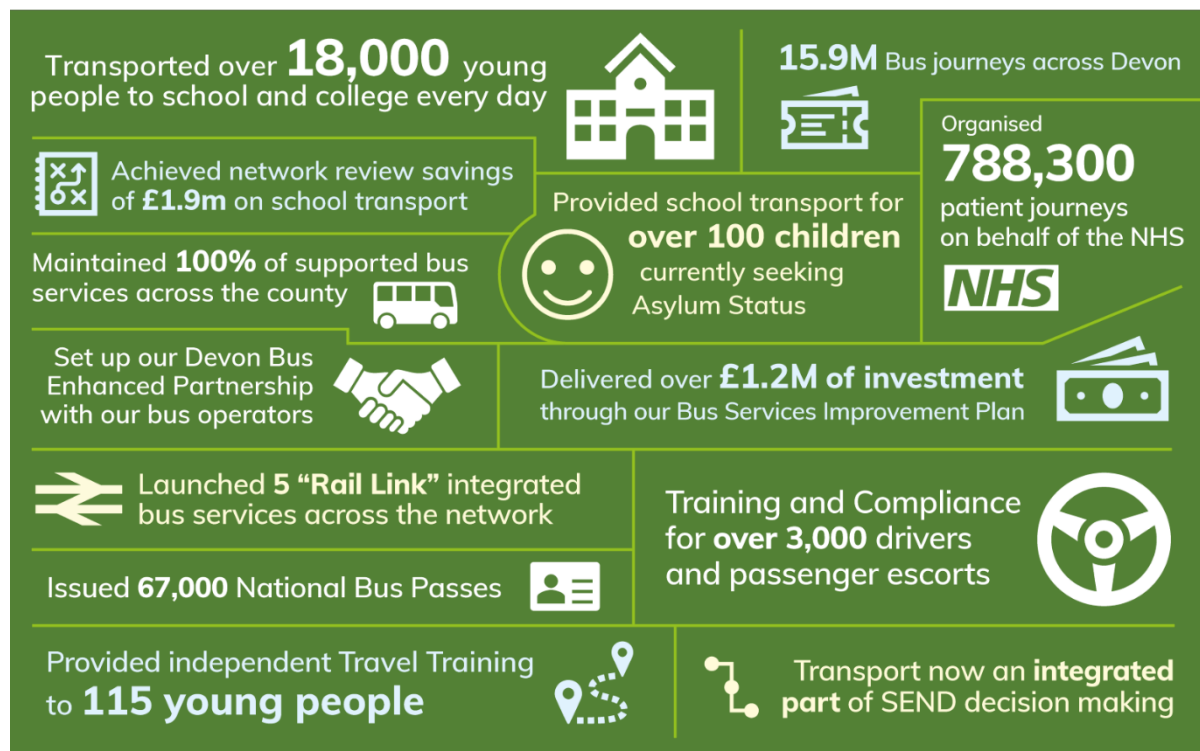 Transported over 18,000 young
people to school and college every day
15.9M Bus journeys across Devon
Achieved network review savings
of £1.9m on school transport
Organised
788,300
patient journeys
on behalf of the NHS
NHS
Provided school transport for
over 100 children
currently seeking
Asylum Status
Maintained 100% of supported bus
services across the county
Set up our Devon Bus
Enhanced Partnership
with our bus operators
Delivered over £1.2M of investment
through our Bus Services Improvement Plan
Launched 5 “Rail Link” integrated
bus services across the network
Training and Compliance
for over 3,000 drivers
and passenger escorts
Issued 67,000 National Bus Passes
Provided independent Travel Training
to 115 young people
Transport now an integrated
part of SEND decision making